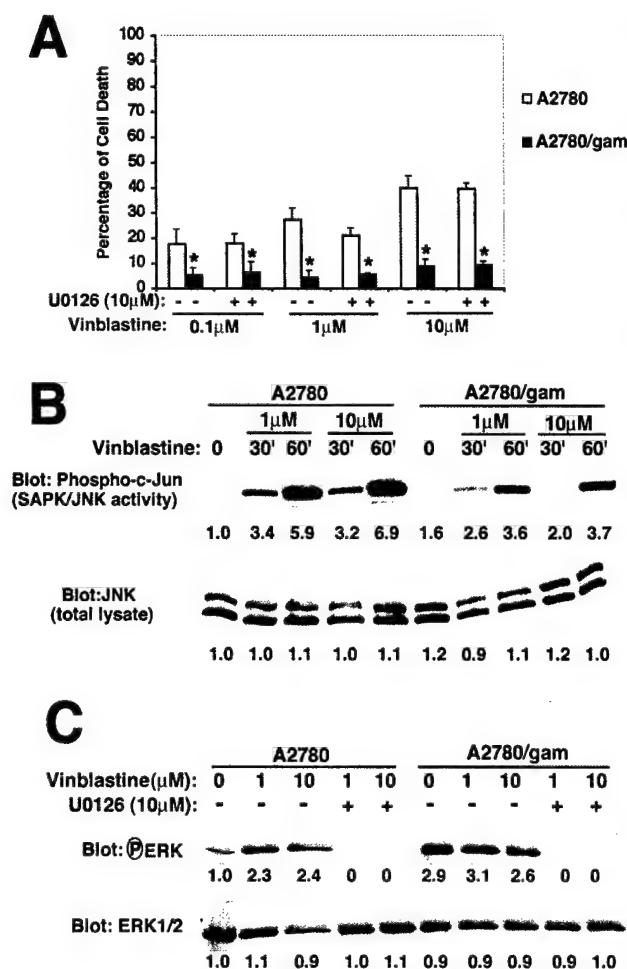 A
Percentage of Cell Death
100
90
80
70
60
50
40
30
20
10
0
A2780
A2780/gam
* * * * * *
U0126 (10μM): - - + + - - + + - - + +
Vinblastine: 0.1μM 1μM 10μM
B
A2780 A2780/gam
1μM 10μM 1μM 10μM
Vinblastine: 0 30' 60' 30' 60' 0 30' 60' 30' 60'
Blot: Phospho-c-Jun
(SAPK/JNK activity)
1.0 3.4 5.9 3.2 6.9 1.6 2.6 3.6 2.0 3.7
Blot:JNK
(total lysate)
1.0 1.0 1.1 1.0 1.1 1.2 0.9 1.1 1.2 1.0
C
A2780 A2780/gam
Vinblastine(μM): 0 1 10 1 10 0 1 10 1 10
U0126 (10μM): - - - + + - - - + +
Blot: ⓅERK
1.0 2.3 2.4 0 0 2.9 3.1 2.6 0 0
Blot: ERK1/2
1.0 1.1 0.9 1.0 1.1 0.9 0.9 0.9 0.9 1.0